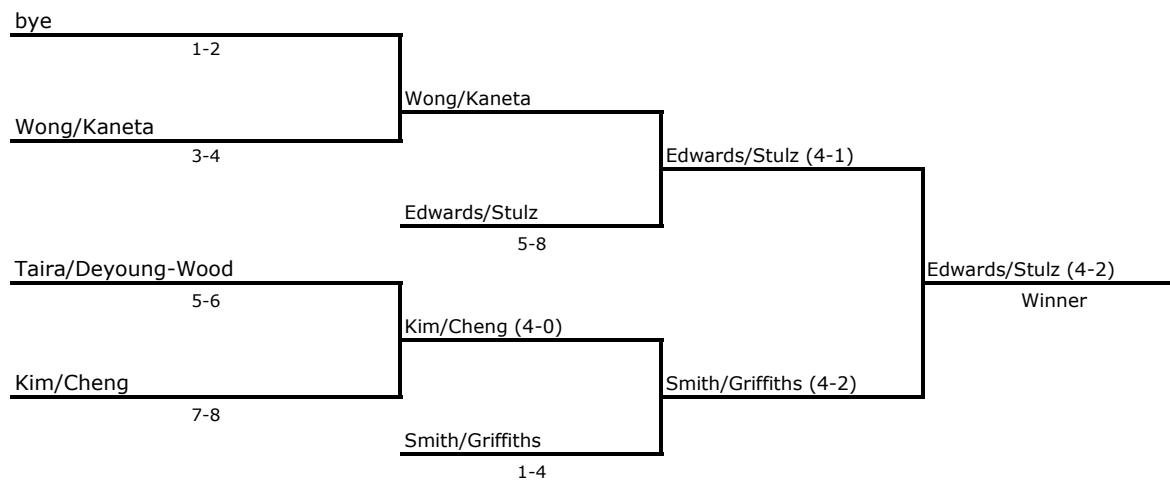 bye
1-2
Wong/Kaneta
Wong/Kaneta
3-4
Edwards/Stulz (4-1)
Edwards/Stulz
5-8
Taira/Deyoung-Wood
Edwards/Stulz (4-2)
5-6
Winner
Kim/Cheng (4-0)
Kim/Cheng
Smith/Griffiths (4-2)
7-8
Smith/Griffiths
1-4